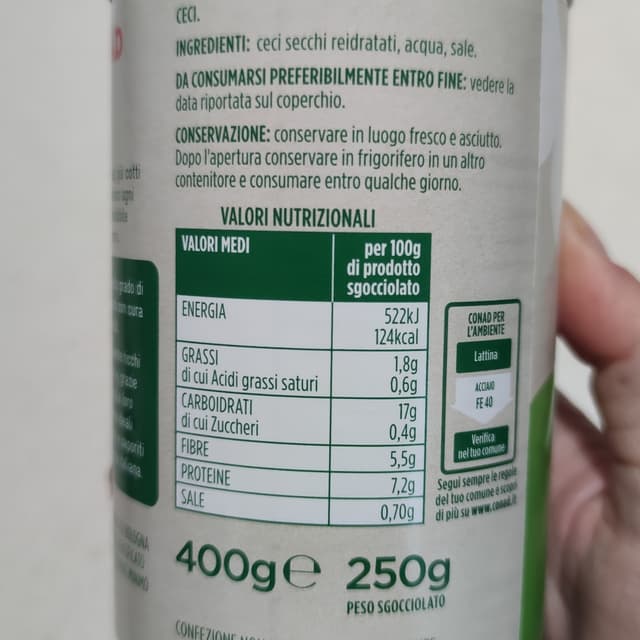 CECI.
INGREDIENTI: ceci secchi reidratati, acqua, sale.
DA CONSUMARSI PREFERIBILMENTE ENTRO FINE: vedere la
data riportata sul coperchio.
CONSERVAZIONE: conservare in luogo fresco e asciutto.
Dopo l'apertura conservare in frigorifero in un altro
contenitore e consumare entro qualche giorno.
VALORI NUTRIZIONALI
VALORI MEDI per 100g
di prodotto
sgocciolato
ENERGIA 522kJ
124kcal
GRASSI 1,8g
di cui Acidi grassi saturi 0,6g
CARBOIDRATI 17g
di cui Zuccheri 0,4g
FIBRE 5,5g
PROTEINE 7,2g
SALE 0,70g
CONAD PER
L'AMBIENTE
Lattina
ACCIAIO
FE 40
Verifica
nel tuo comune
Segui sempre le regole
del tuo comune e scopri
di più su www.conad.it
400g℮ 250g
PESO SGOCCIOLATO
CONFEZIONE